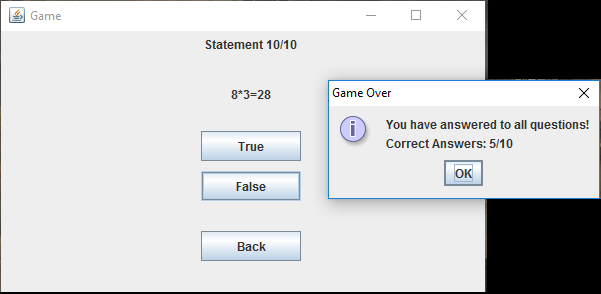 Game
Statement 10/10
8*3=28
True
False
Back
Game Over
You have answered to all questions!
Correct Answers: 5/10
OK